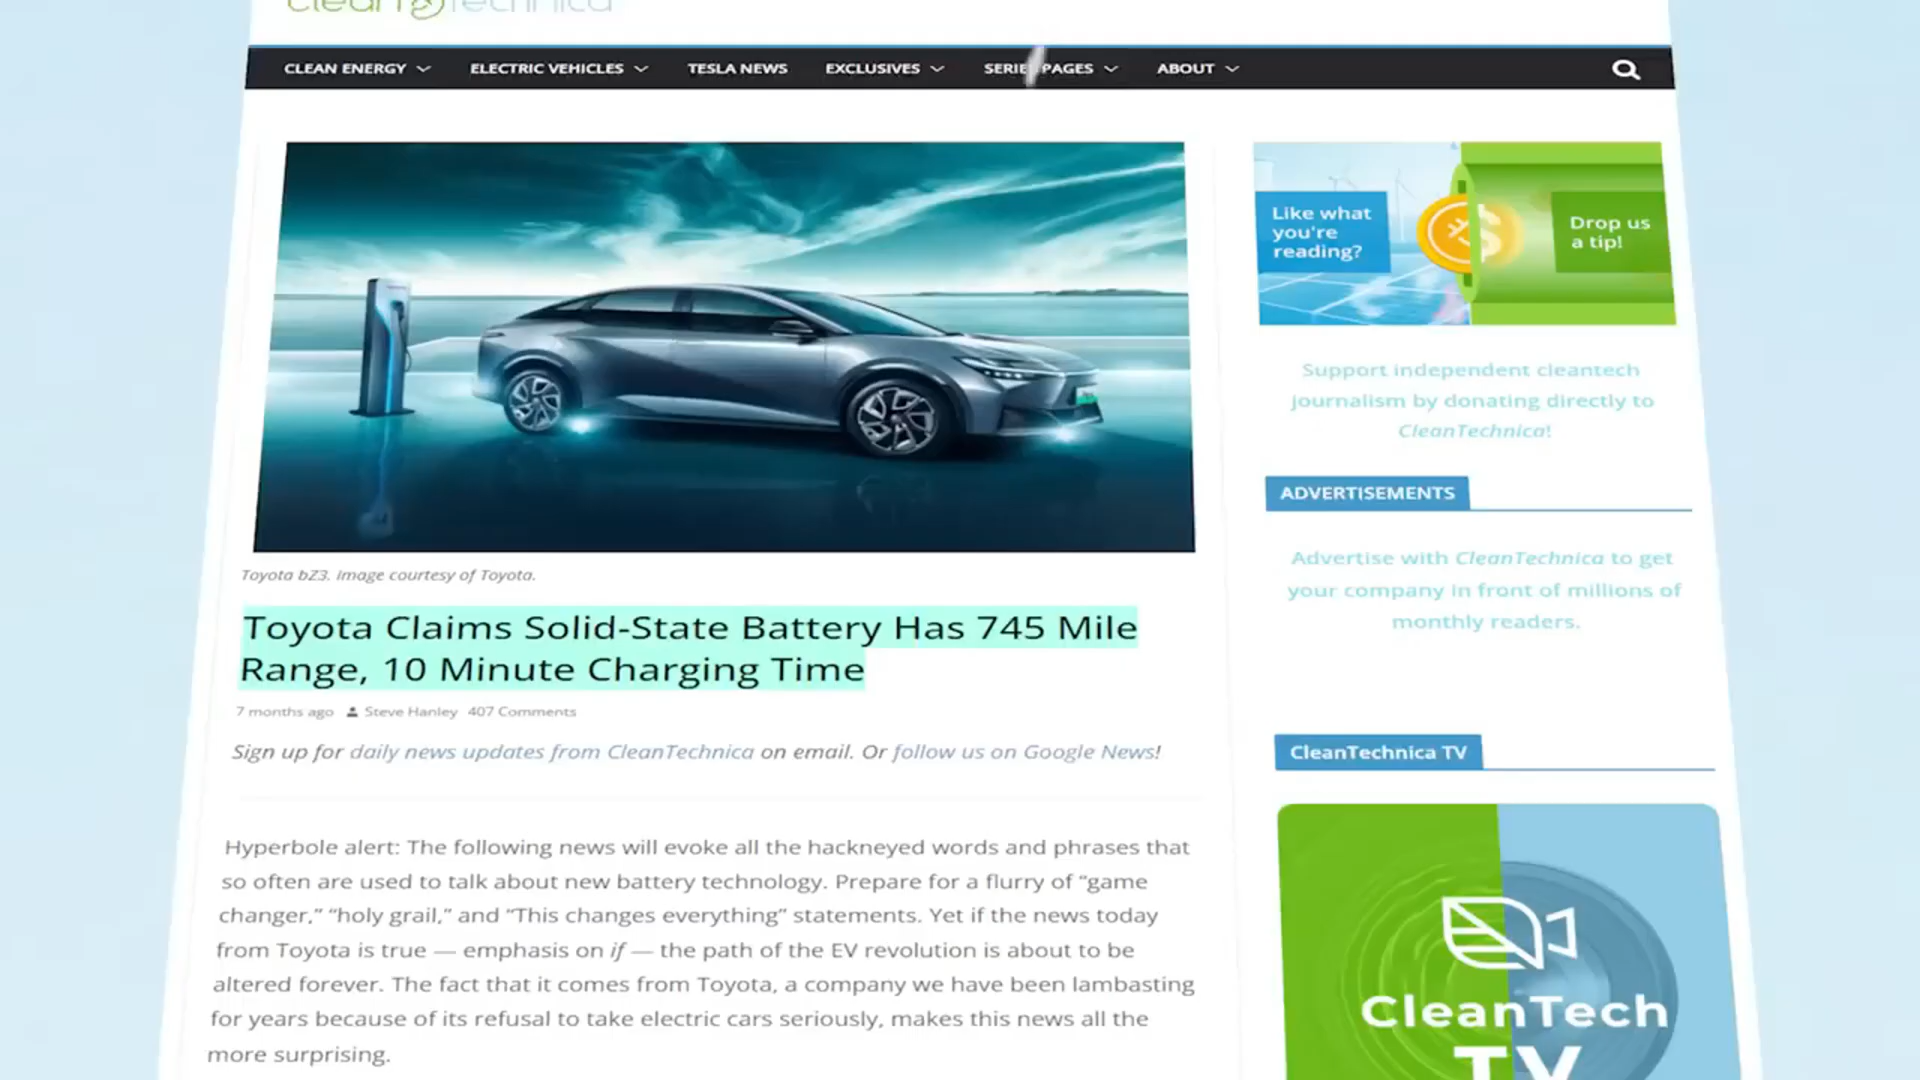 CleanTechnica
CLEAN ENERGY ELECTRIC VEHICLES TESLA NEWS EXCLUSIVES SERIES PAGES ABOUT
Toyota bZ3. Image courtesy of Toyota.
Toyota Claims Solid-State Battery Has 745 Mile
Range, 10 Minute Charging Time
7 months ago Steve Hanley 407 Comments
Sign up for daily news updates from CleanTechnica on email. Or follow us on Google News!
Hyperbole alert: The following news will evoke all the hackneyed words and phrases that
so often are used to talk about new battery technology. Prepare for a flurry of “game
changer,” “holy grail,” and “This changes everything” statements. Yet if the news today
from Toyota is true — emphasis on if — the path of the EV revolution is about to be
altered forever. The fact that it comes from Toyota, a company we have been lambasting
for years because of its refusal to take electric cars seriously, makes this news all the
more surprising.
Like what
you're
reading?
Drop us
a tip!
Support independent cleantech
journalism by donating directly to
CleanTechnica!
ADVERTISEMENTS
Advertise with CleanTechnica to get
your company in front of millions of
monthly readers.
CleanTechnica TV
CleanTech
TV